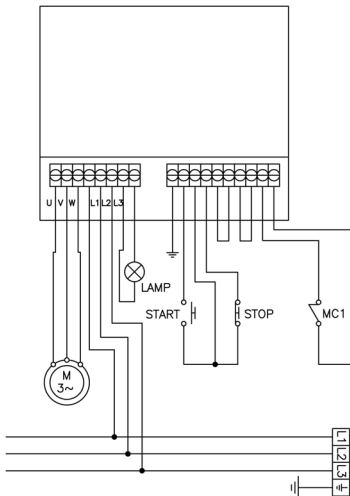 U V W L1 L2 L3
LAMP
START
STOP
MC1
M
3~
L1
L2
L3